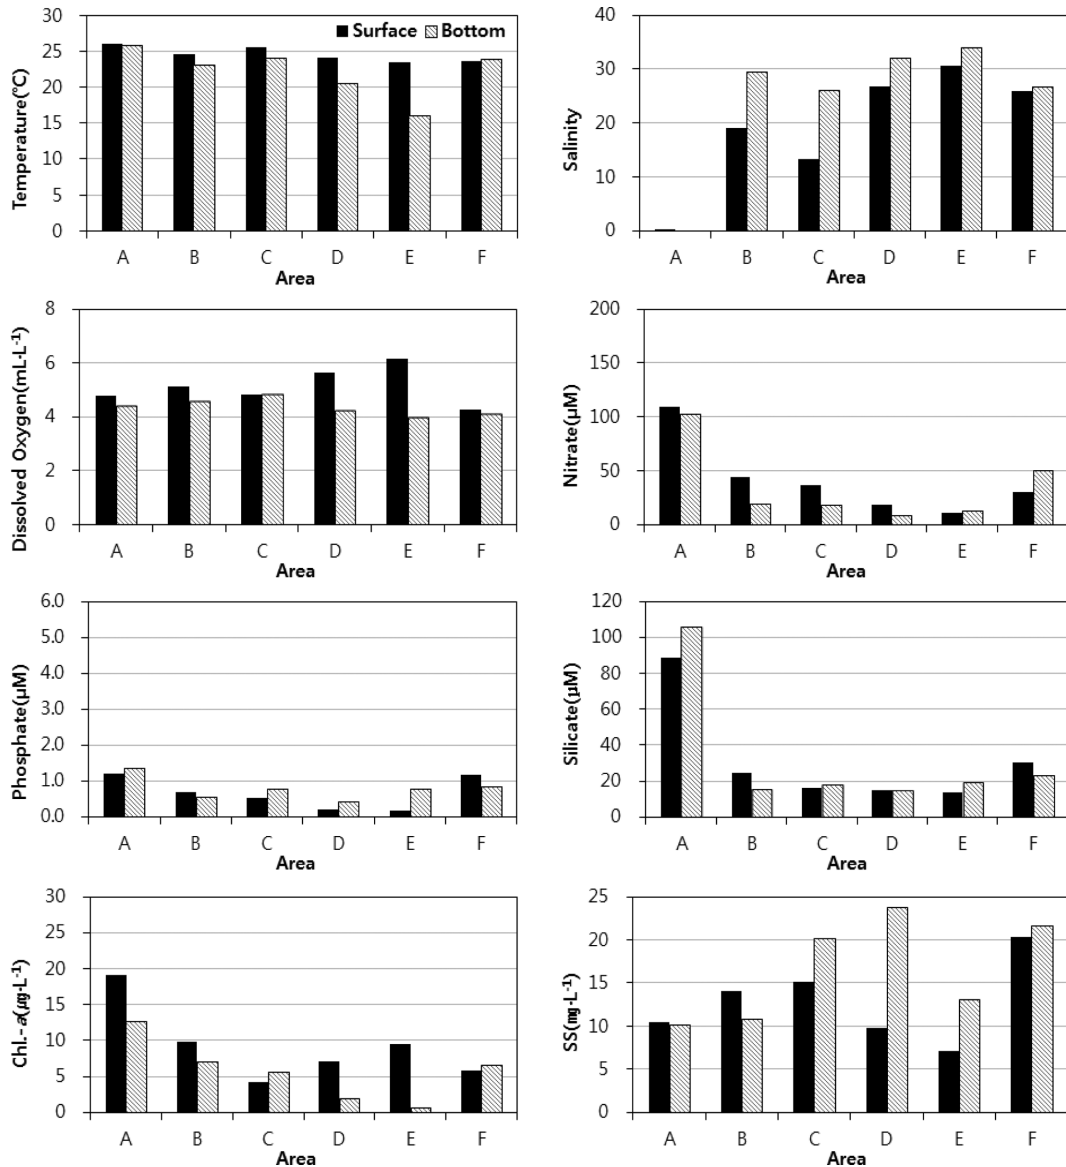 Temperature(℃)
30
25
20
15
10
5
0
Surface Bottom
A B C D E F
Area
Salinity
40
30
20
10
0
A B C D E F
Area
Dissolved Oxygen(mL·L-1)
8
6
4
2
0
A B C D E F
Area
Nitrate(μM)
200
150
100
50
0
A B C D E F
Area
Phosphate(μM)
6.0
5.0
4.0
3.0
2.0
1.0
0.0
A B C D E F
Area
Silicate(μM)
120
100
80
60
40
20
0
A B C D E F
Area
Chl.-a(㎍·L-1)
30
25
20
15
10
5
0
A B C D E F
Area
SS(㎎·L-1)
25
20
15
10
5
0
A B C D E F
Area